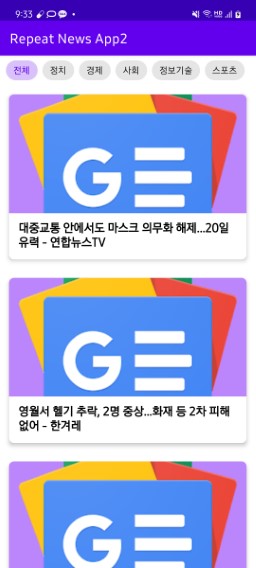 9:33
Repeat News App2
전체 정치 경제 사회 정보기술 스포츠
GE
대중교통 안에서도 마스크 의무화 해제...20일
유력 - 연합뉴스TV
GE
영월서 헬기 추락, 2명 중상...화재 등 2차 피해
없어 - 한겨레
GE